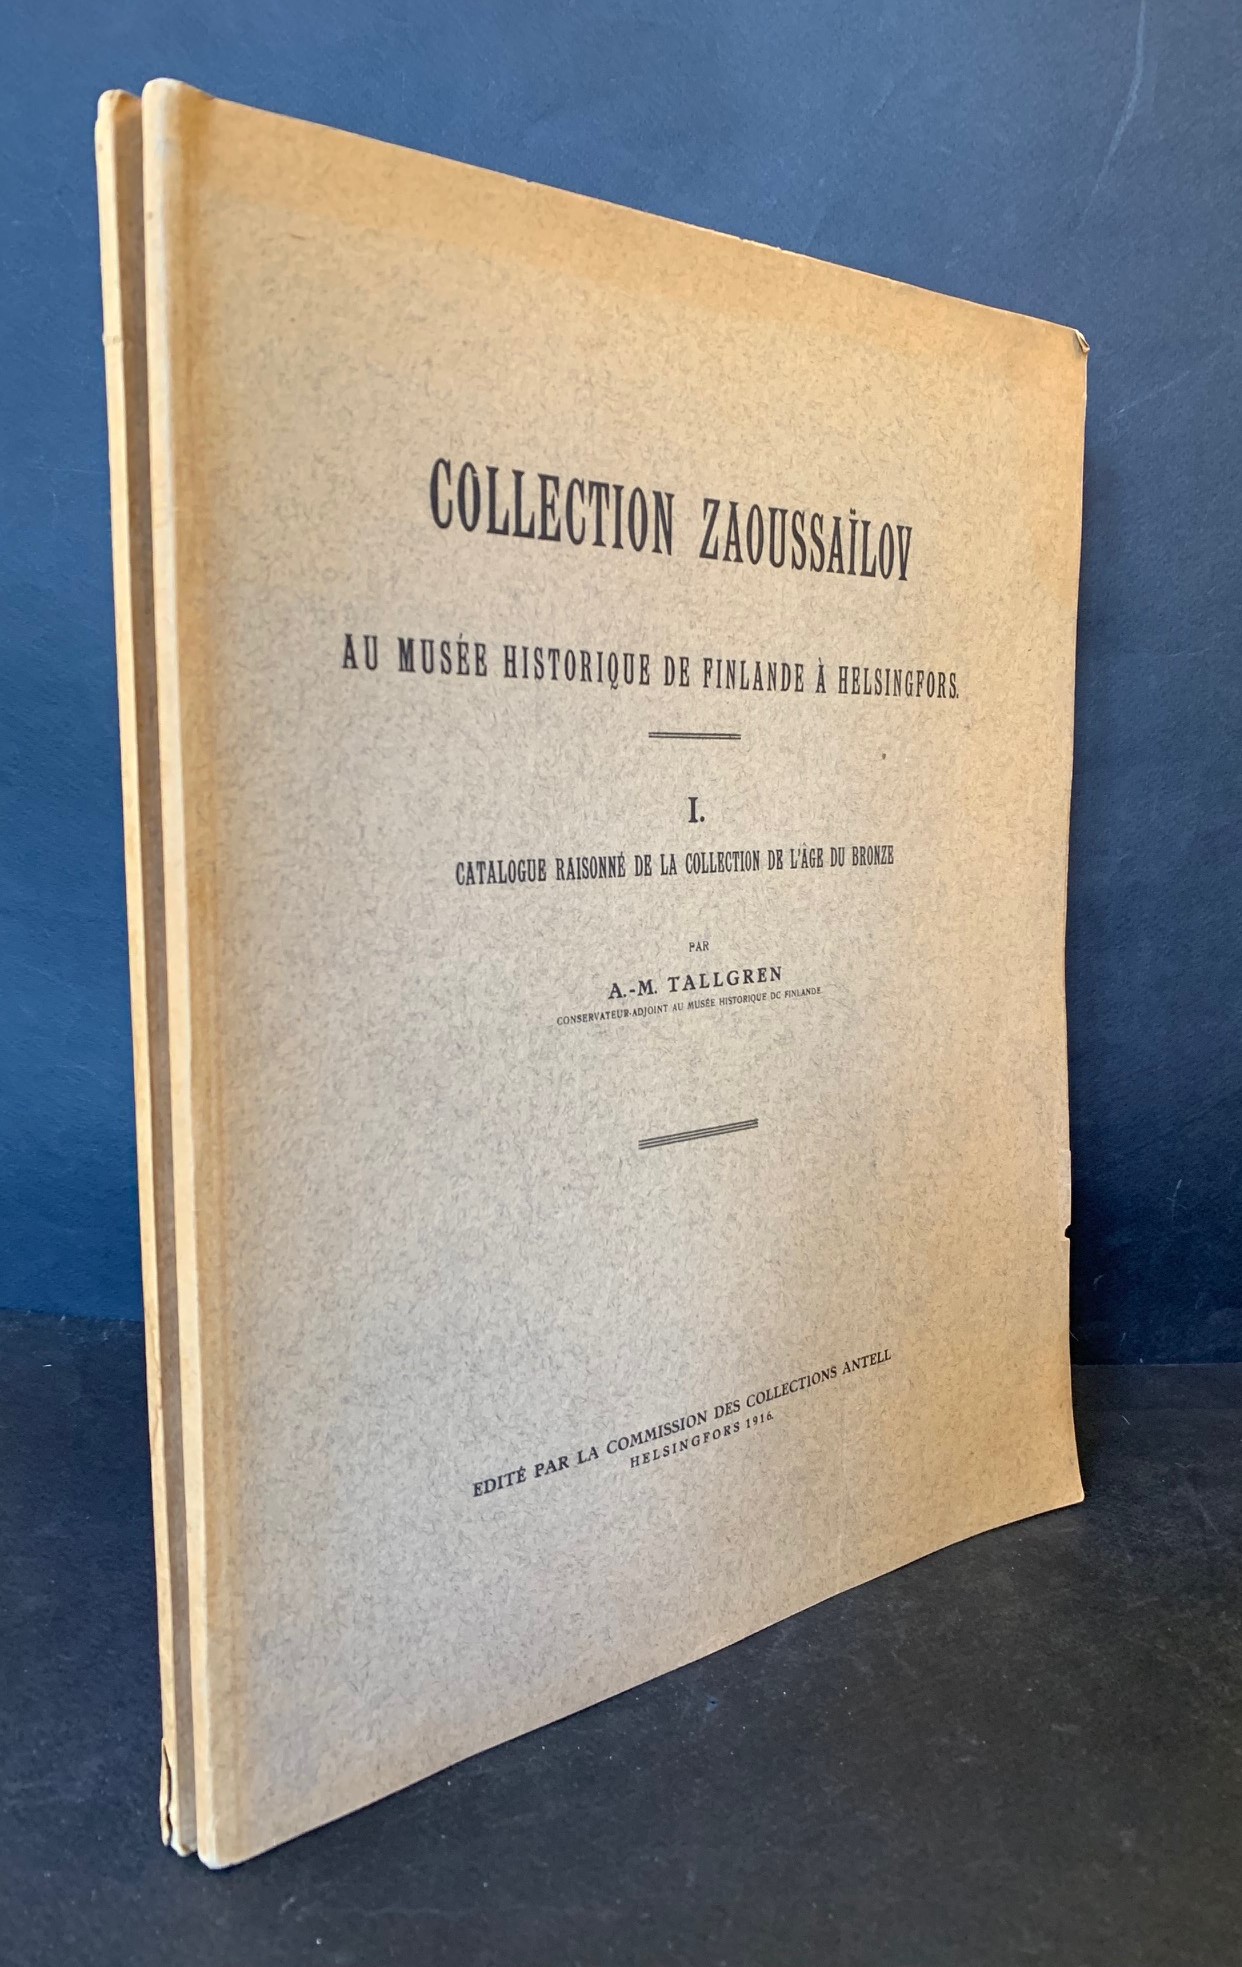 COLLECTION ZAOUSSAÏLOV
AU MUSÉE HISTORIQUE DE FINLANDE À HELSINGFORS.
I.
CATALOGUE RAISONNÉ DE LA COLLECTION DE L'ÂGE DU BRONZE
PAR
A.-M. TALLGREN
CONSERVATEUR-ADJOINT AU MUSÉE HISTORIQUE DC FINLANDE
EDITÉ PAR LA COMMISSION DES COLLECTIONS ANTELL
HELSINGFORS 1916.